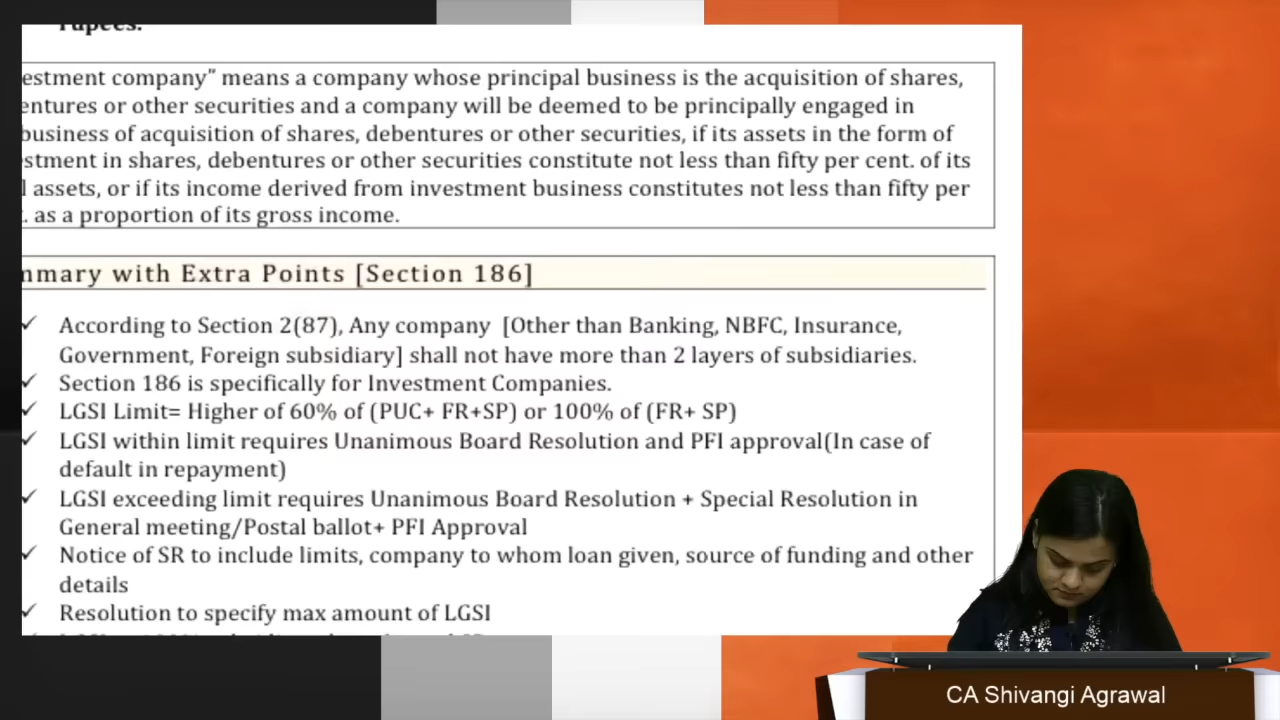 rupees.
estment company” means a company whose principal business is the acquisition of shares,
entures or other securities and a company will be deemed to be principally engaged in
business of acquisition of shares, debentures or other securities, if its assets in the form of
estment in shares, debentures or other securities constitute not less than fifty per cent. of its
l assets, or if its income derived from investment business constitutes not less than fifty per
. as a proportion of its gross income.
mmary with Extra Points [Section 186]
✓ According to Section 2(87), Any company [Other than Banking, NBFC, Insurance,
Government, Foreign subsidiary] shall not have more than 2 layers of subsidiaries.
✓ Section 186 is specifically for Investment Companies.
✓ LGSI Limit= Higher of 60% of (PUC+ FR+SP) or 100% of (FR+ SP)
✓ LGSI within limit requires Unanimous Board Resolution and PFI approval(In case of
default in repayment)
✓ LGSI exceeding limit requires Unanimous Board Resolution + Special Resolution in
General meeting/Postal ballot+ PFI Approval
✓ Notice of SR to include limits, company to whom loan given, source of funding and other
details
✓ Resolution to specify max amount of LGSI
CA Shivangi Agrawal